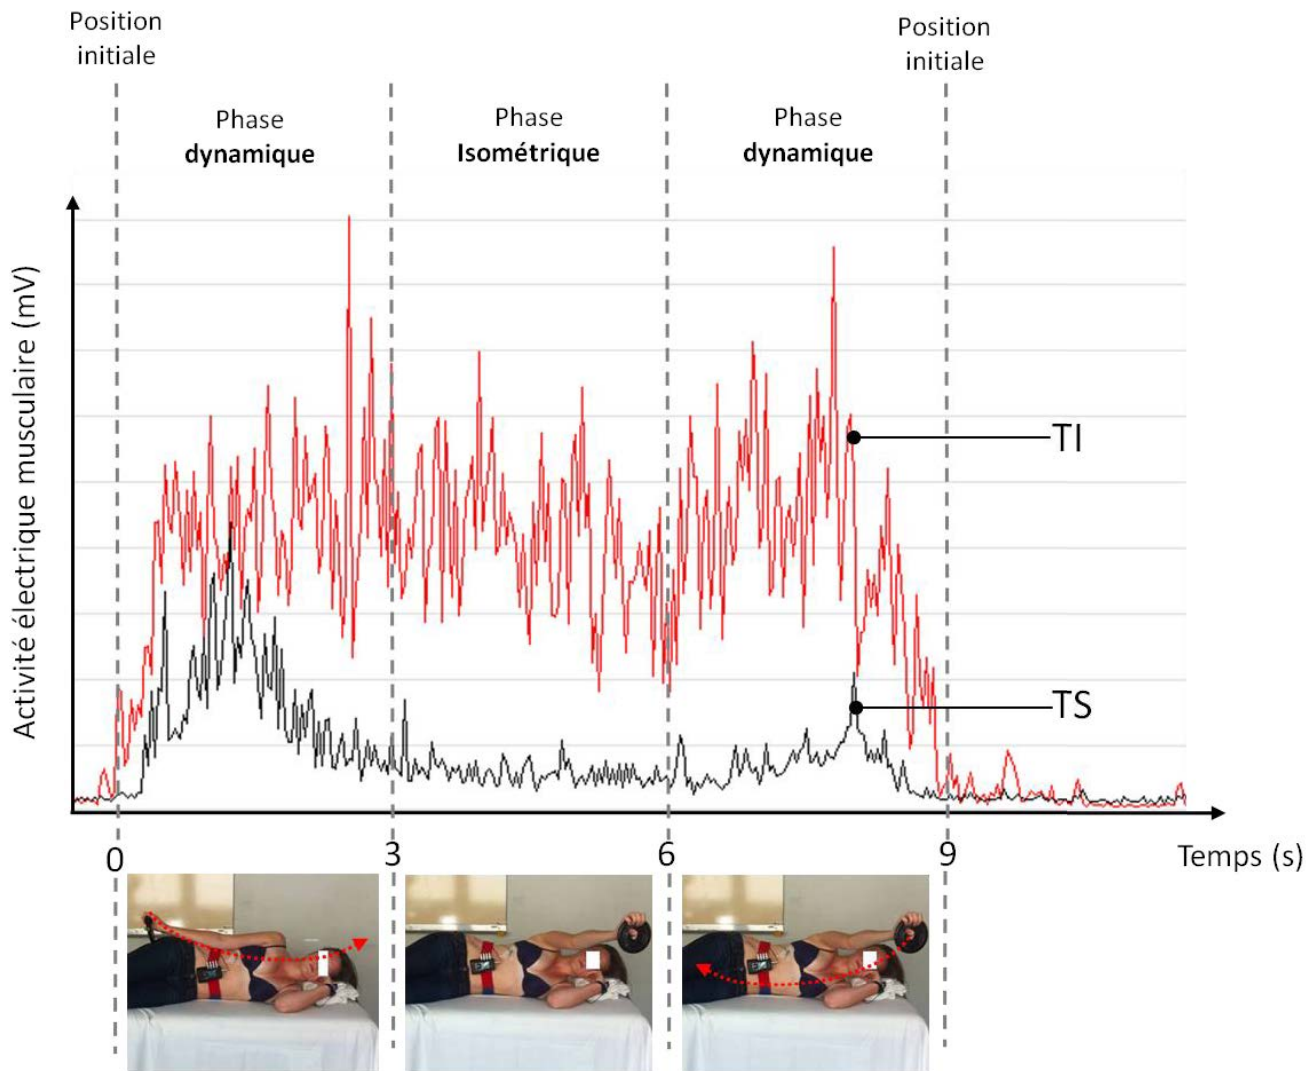 Position
initiale
Position
initiale
Phase
dynamique
Phase
Isométrique
Phase
dynamique
Activité électrique musculaire (mV)
TI
TS
0
3
6
9
Temps (s)